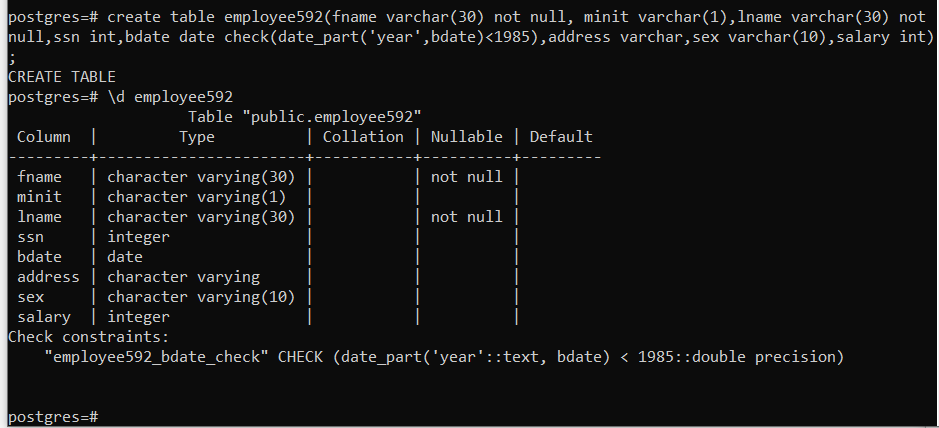 postgres=# create table employee592(fname varchar(30) not null, minit varchar(1),lname varchar(30) not
null,ssn int,bdate date check(date_part('year',bdate)<1985),address varchar,sex varchar(10),salary int)
;
CREATE TABLE
postgres=# \d employee592
                    Table "public.employee592"
 Column  |         Type          | Collation | Nullable | Default
---------+-----------------------+-----------+----------+---------
 fname   | character varying(30) |           | not null |
 minit   | character varying(1)  |           |          |
 lname   | character varying(30) |           | not null |
 ssn     | integer               |           |          |
 bdate   | date                  |           |          |
 address | character varying     |           |          |
 sex     | character varying(10) |           |          |
 salary  | integer               |           |          |
Check constraints:
    "employee592_bdate_check" CHECK (date_part('year'::text, bdate) < 1985::double precision)
postgres=#